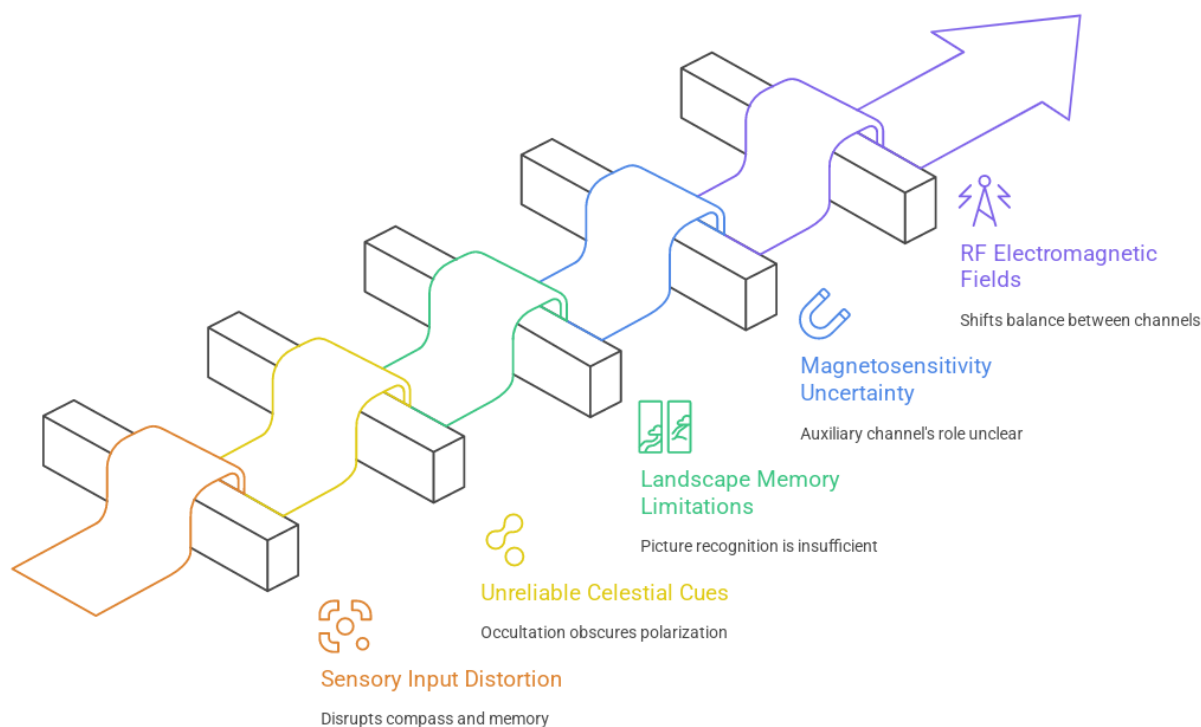 RF Electromagnetic
Fields
Shifts balance between channels
Magnetosensitivity
Uncertainty
Auxiliary channel's role unclear
Landscape Memory
Limitations
Picture recognition is insufficient
Unreliable Celestial Cues
Occultation obscures polarization
Sensory Input Distortion
Disrupts compass and memory